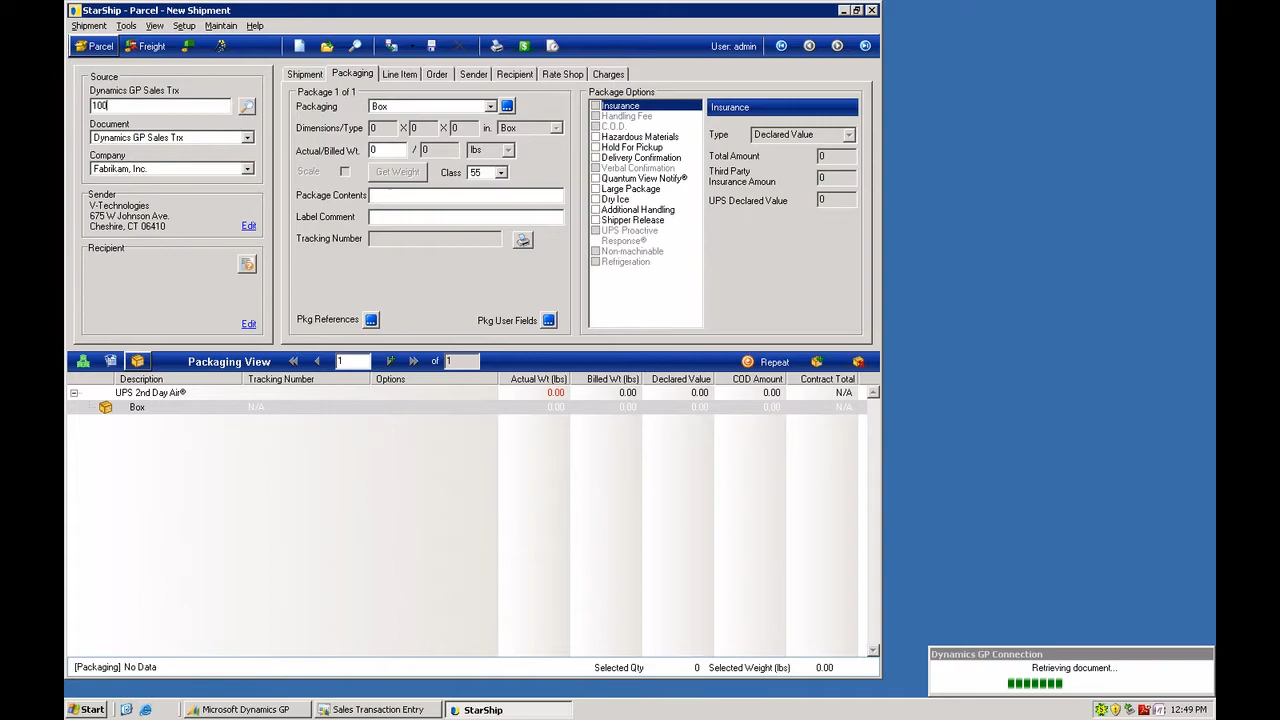 StarShip - Parcel - New Shipment
Shipment Tools View Setup Maintain Help
Parcel Freight User: admin
Source
Dynamics GP Sales Trx
100
Document
Dynamics GP Sales Trx
Company
Fabrikam, Inc.
Sender
V-Technologies
675 W Johnson Ave.
Cheshire, CT 06410
Edit
Recipient
Edit
Shipment Packaging Line Item Order Sender Recipient Rate Shop Charges
Package 1 of 1
Packaging Box
Dimensions/Type 0 X 0 X 0 in. Box
Actual/Billed Wt. 0 / 0 lbs
Scale Get Weight Class 55
Package Contents
Label Comment
Tracking Number
Pkg References Pkg User Fields
Package Options
Insurance
Handling Fee
C.O.D.
Hazardous Materials
Hold For Pickup
Delivery Confirmation
Verbal Confirmation
Quantum View Notify®
Large Package
Dry Ice
Additional Handling
Shipper Release
UPS Proactive
Response®
Non-machinable
Refrigeration
Insurance
Type Declared Value
Total Amount 0
Third Party
Insurance Amoun 0
UPS Declared Value 0
Packaging View 1 of 1 Repeat
Description Tracking Number Options Actual Wt (lbs) Billed Wt (lbs) Declared Value COD Amount Contract Total
UPS 2nd Day Air® 0.00 0.00 0.00 0.00 N/A
Box N/A 0.00 0.00 0.00 0.00 N/A
[Packaging] No Data Selected Qty 0 Selected Weight (lbs) 0.00
Dynamics GP Connection
Retrieving document...
Start Microsoft Dynamics GP Sales Transaction Entry StarShip 12:49 PM